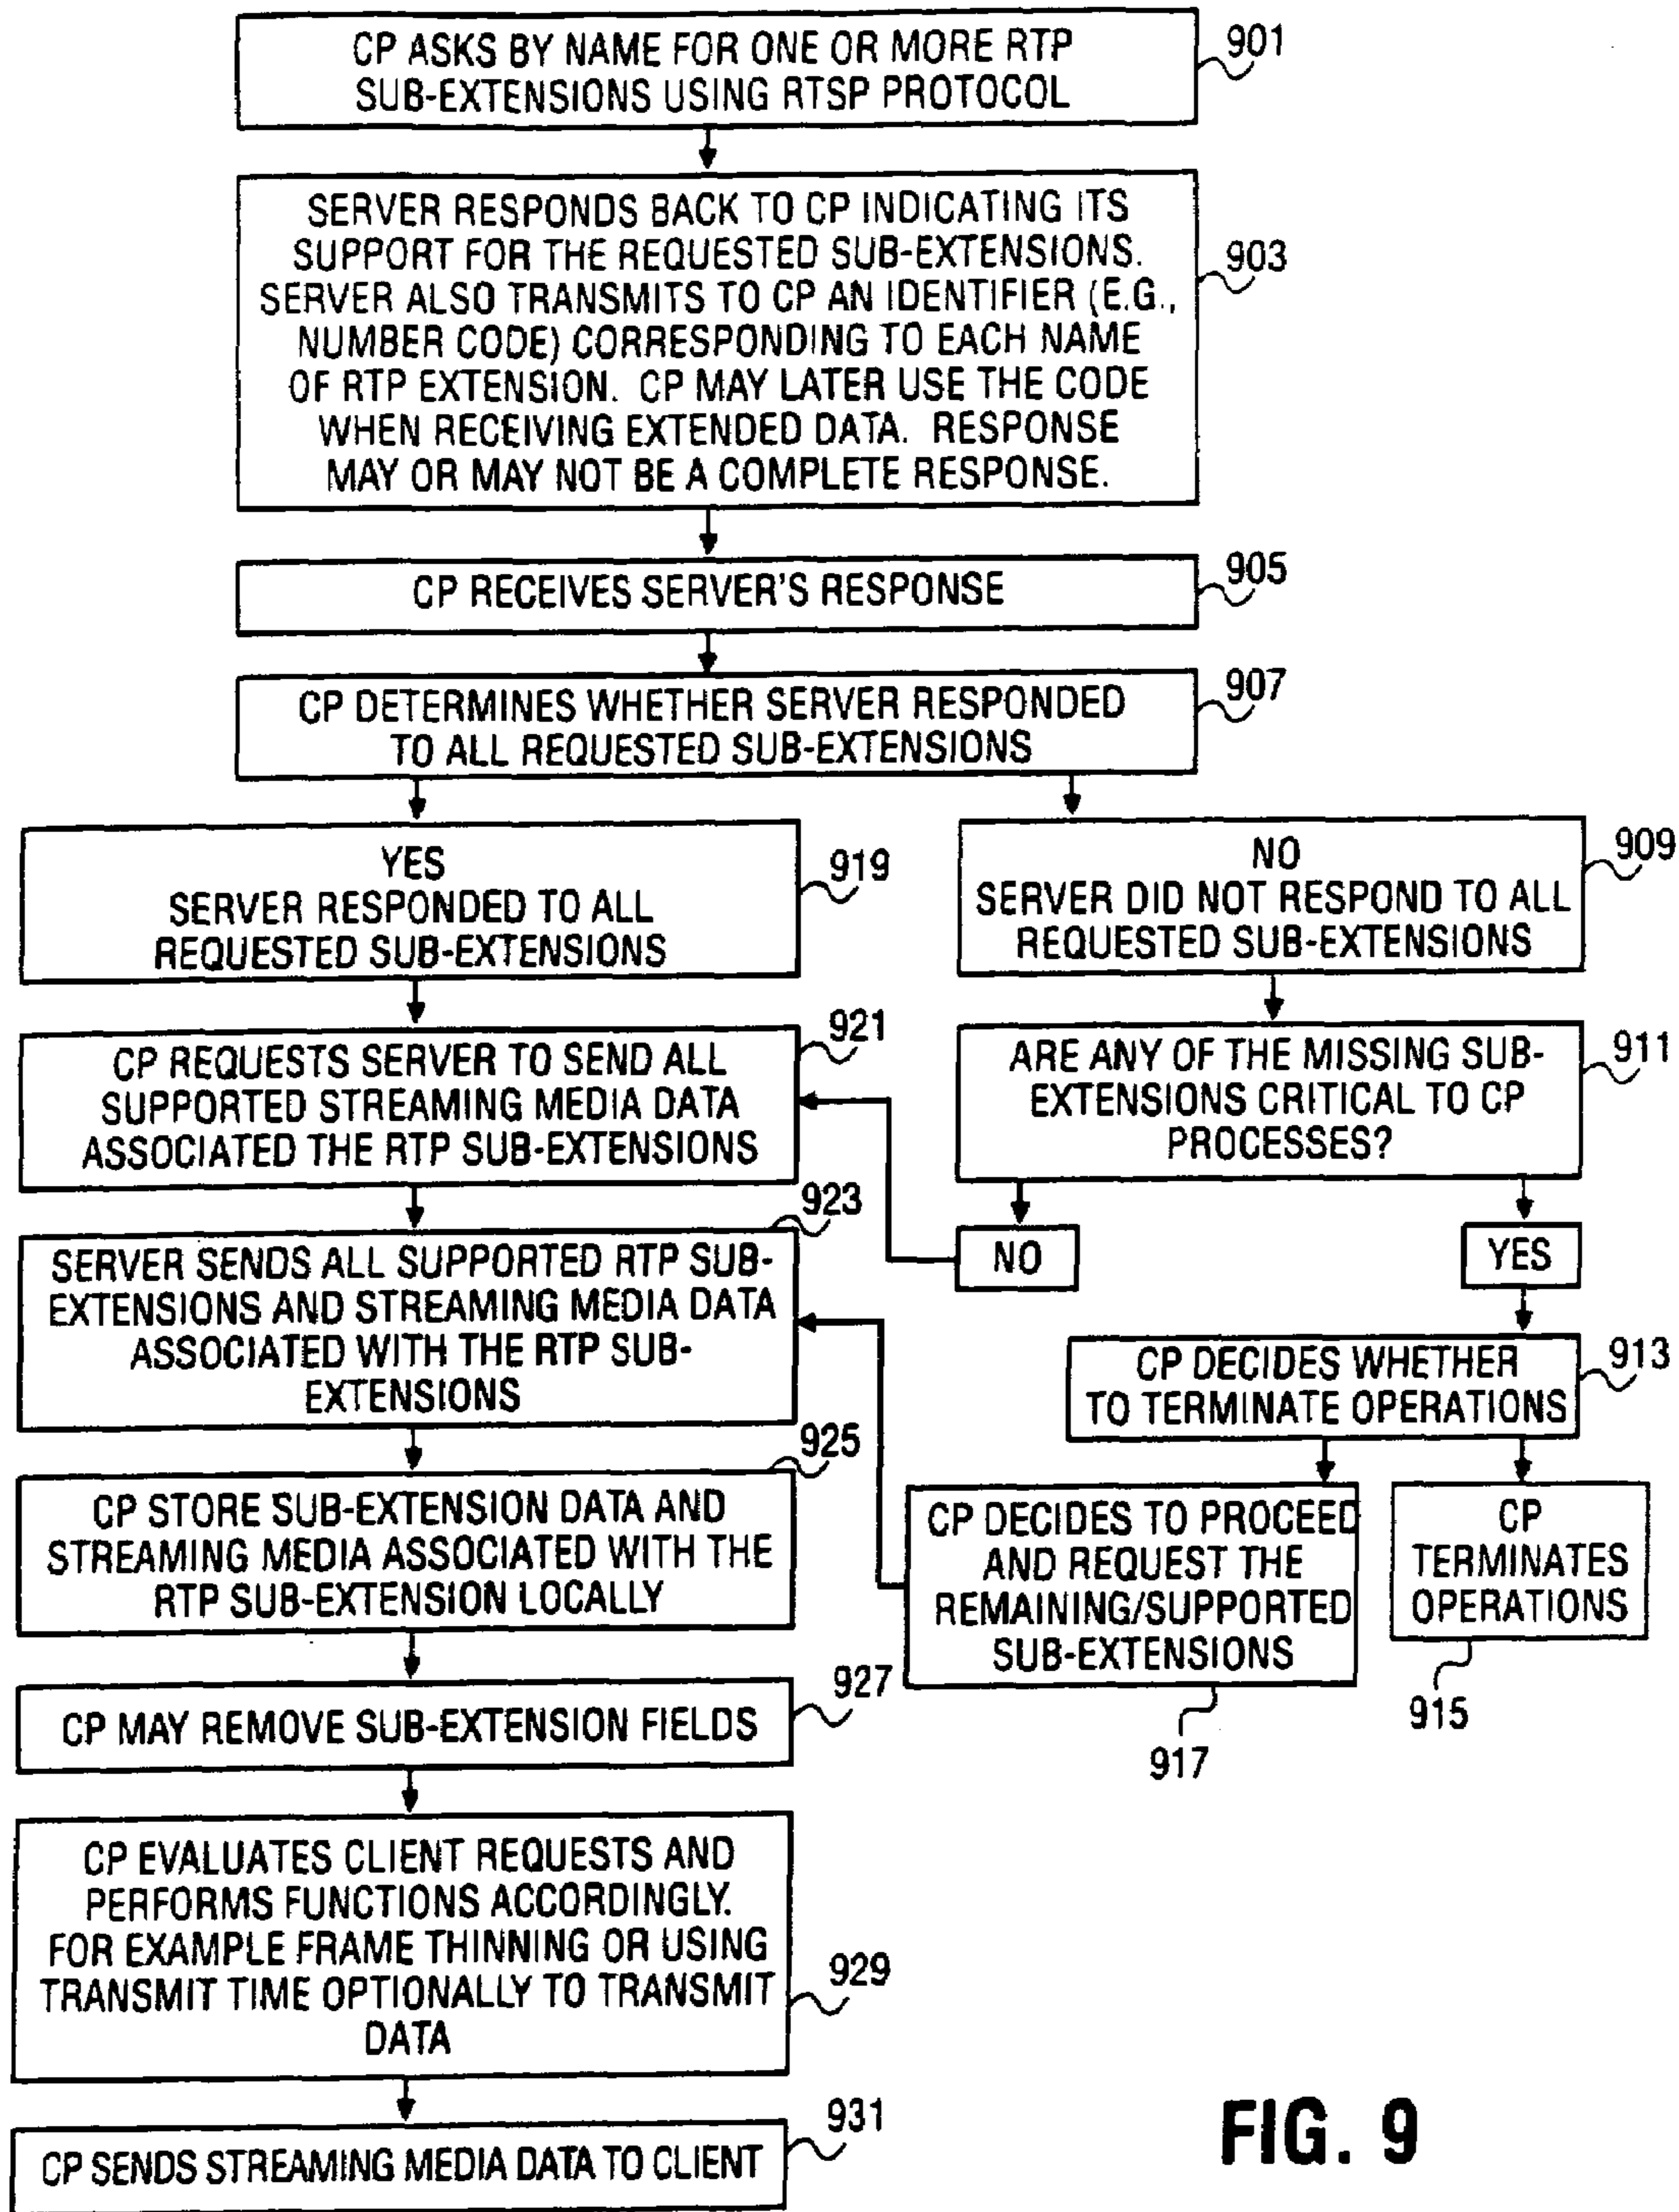 CP ASKS BY NAME FOR ONE OR MORE RTP
SUB-EXTENSIONS USING RTSP PROTOCOL
901
SERVER RESPONDS BACK TO CP INDICATING ITS
SUPPORT FOR THE REQUESTED SUB-EXTENSIONS.
SERVER ALSO TRANSMITS TO CP AN IDENTIFIER (E.G.,
NUMBER CODE) CORRESPONDING TO EACH NAME
OF RTP EXTENSION. CP MAY LATER USE THE CODE
WHEN RECEIVING EXTENDED DATA. RESPONSE
MAY OR MAY NOT BE A COMPLETE RESPONSE.
903
CP RECEIVES SERVER'S RESPONSE
905
CP DETERMINES WHETHER SERVER RESPONDED
TO ALL REQUESTED SUB-EXTENSIONS
907
YES
SERVER RESPONDED TO ALL
REQUESTED SUB-EXTENSIONS
919
NO
SERVER DID NOT RESPOND TO ALL
REQUESTED SUB-EXTENSIONS
909
CP REQUESTS SERVER TO SEND ALL
SUPPORTED STREAMING MEDIA DATA
ASSOCIATED THE RTP SUB-EXTENSIONS
921
ARE ANY OF THE MISSING SUB-
EXTENSIONS CRITICAL TO CP
PROCESSES?
911
NO
YES
SERVER SENDS ALL SUPPORTED RTP SUB-
EXTENSIONS AND STREAMING MEDIA DATA
ASSOCIATED WITH THE RTP SUB-
EXTENSIONS
923
CP DECIDES WHETHER
TO TERMINATE OPERATIONS
913
CP STORE SUB-EXTENSION DATA AND
STREAMING MEDIA ASSOCIATED WITH THE
RTP SUB-EXTENSION LOCALLY
925
CP DECIDES TO PROCEED
AND REQUEST THE
REMAINING/SUPPORTED
SUB-EXTENSIONS
917
CP
TERMINATES
OPERATIONS
915
CP MAY REMOVE SUB-EXTENSION FIELDS
927
CP EVALUATES CLIENT REQUESTS AND
PERFORMS FUNCTIONS ACCORDINGLY.
FOR EXAMPLE FRAME THINNING OR USING
TRANSMIT TIME OPTIONALLY TO TRANSMIT
DATA
929
CP SENDS STREAMING MEDIA DATA TO CLIENT
931
FIG. 9